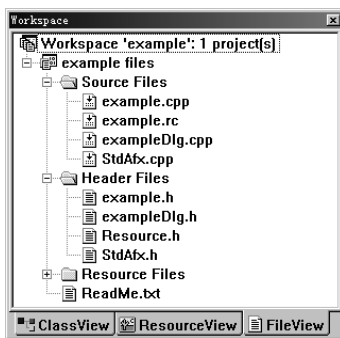 Workspace
Workspace 'example': 1 project(s)
example files
Source Files
example.cpp
example.rc
exampleDlg.cpp
StdAfx.cpp
Header Files
example.h
exampleDlg.h
Resource.h
StdAfx.h
Resource Files
ReadMe.txt
ClassView ResourceView FileView